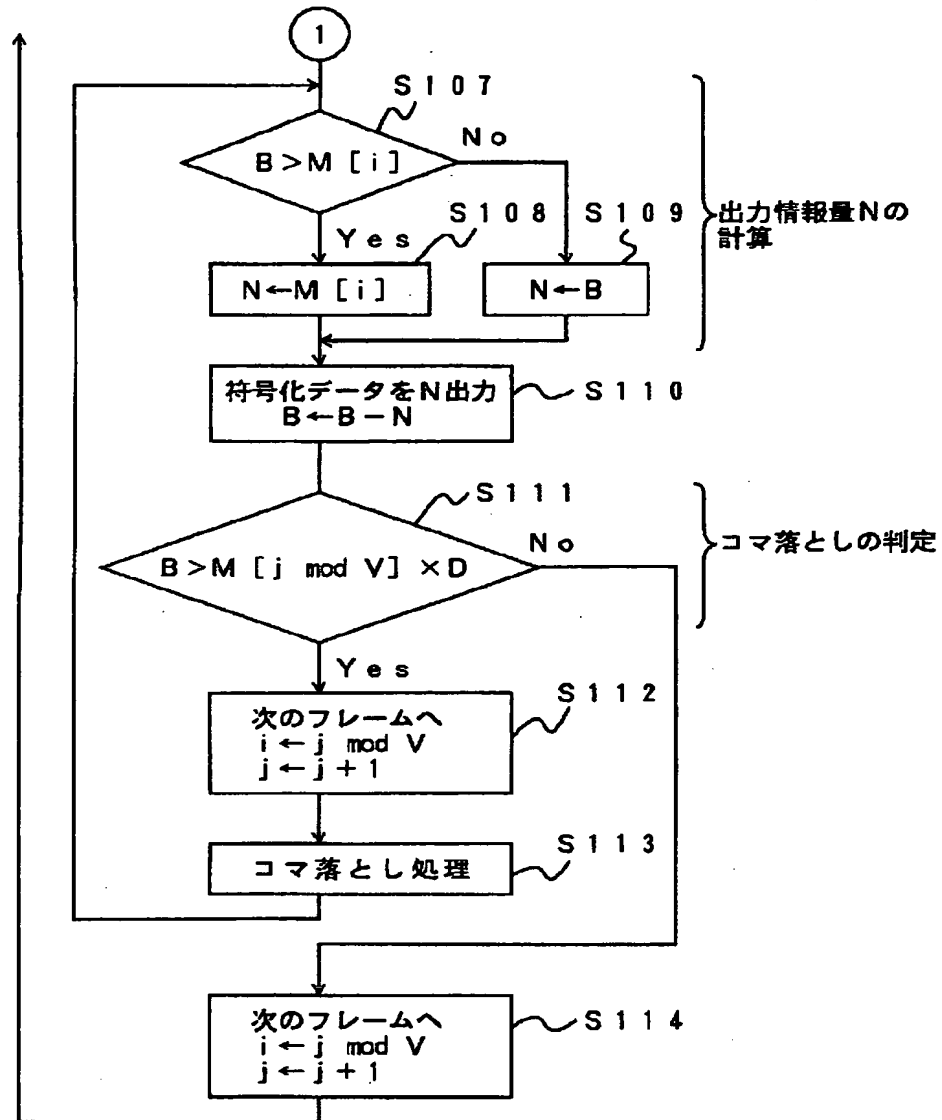 1
S107
B>M [i]
No
Yes
S108
S109
出力情報量Nの
計算
N←M [i]
N←B
符号化データをN出力
B←B－N
S110
S111
B>M [j mod V] ×D
No
コマ落としの判定
Yes
S112
次のフレームへ
i ← j mod V
j ← j + 1
S113
コマ落とし処理
次のフレームへ
i ← j mod V
j ← j + 1
S114